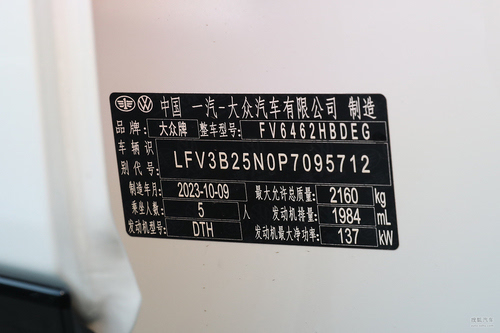 中国 一汽-大众汽车有限公司 制造
品牌: 大众牌 整车型号: FV6462HBDEG
车辆识别代号: LFV3B25N0P7095712
制造年月: 2023-10-09 最大允许总质量: 2160 kg
乘坐人数: 5 人 发动机排量: 1984 mL
发动机型号: DTH 发动机最大净功率: 137 kW